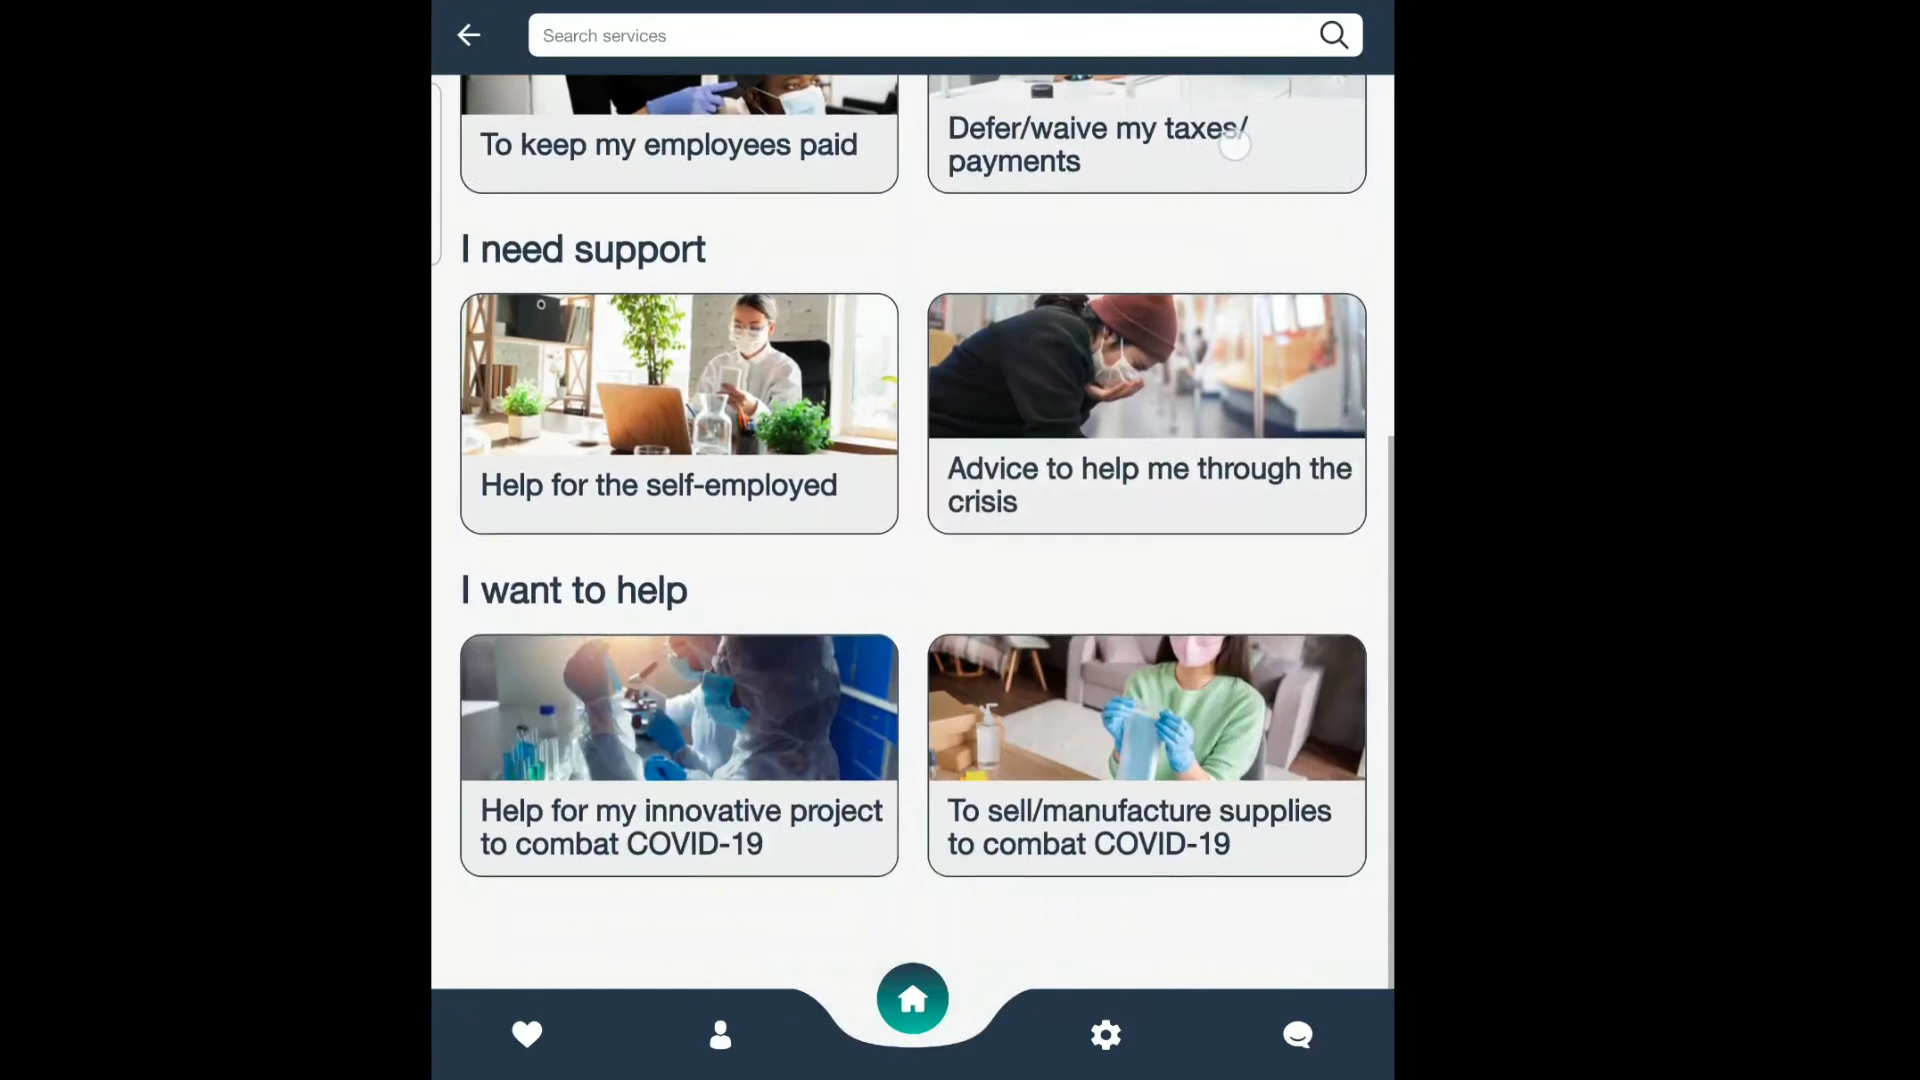 Search services
To keep my employees paid
Defer/waive my taxes/
payments
I need support
Help for the self-employed
Advice to help me through the
crisis
I want to help
Help for my innovative project
to combat COVID-19
To sell/manufacture supplies
to combat COVID-19